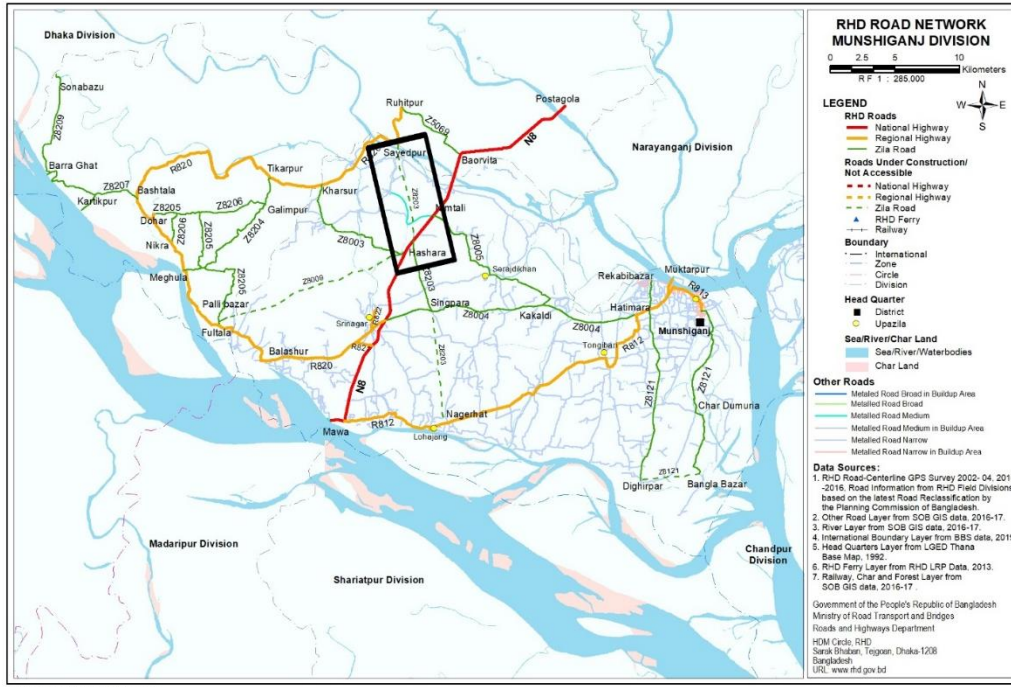 RHD ROAD NETWORK
MUNSHIGANJ DIVISION
0 2.5 5 10
Kilometers
R F 1 : 285,000
N
W E
S
LEGEND
RHD Roads
National Highway
Regional Highway
Zila Road
Roads Under Construction/
Not Accessible
National Highway
Regional Highway
Zila Road
RHD Ferry
Railway
Boundary
International
Zone
Circle
Division
Head Quarter
District
Upazila
Sea/River/Char Land
Sea/River/Waterbodies
Char Land
Other Roads
Metaled Road Broad in Buildup Area
Metalled Road Broad
Metalled Road Medium
Metalled Road Medium in Buildup Area
Metalled Road Narrow
Metalled Road Narrow in Buildup Area
Data Sources:
1. RHD Road-Centerline GPS Survey 2002- 04, 201
-2016, Road Information from RHD Field Divisions
based on the latest Road Reclassification by
the Planning Commission of Bangladesh.
2. Other Road Layer from SOB GIS data, 2016-17.
3. River Layer from SOB GIS data, 2016-17.
4. International Boundary Layer from BBS data, 201
5. Head Quarters Layer from LGED Thana
Base Map, 1992.
6. RHD Ferry Layer from RHD LRP Data, 2013.
7. Railway, Char and Forest Layer from
SOB GIS data, 2016-17 .
Government of the People's Republic of Bangladesh
Ministry of Road Transport and Bridges
Roads and Highways Department
HDM Circle, RHD
Sarak Bhaban, Tejgoan, Dhaka-1208
Bangladesh
URL: www.rhd.gov.bd
Dhaka Division
Sonabazu
Z8209
Barra Ghat
Z8207
Kartikpur
Bashtala
R820
Tikarpur
Z8205
Z8206
Dohar
Z8206
Z8205
Z8204
Galimpur
Nikra
Meghula
Z8205
Palli bazar
Fultala
Kharsur
Z8003
Z8009
Ruhitpur
Z5069
Sayedpur
Z8203
Baorvita
N8
Postagola
Narayanganj Division
Nimtali
Hashara
Z8203
Z8005
Serajdikhan
Singpara
Z8004
Kakaldi
Z8004
Srinagar
R822
Balashur
R820
N8
Z8203
Mawa
R812
Lohajang
Nagerhat
Rekabibazar
Muktarpur
R813
Hatimara
Munshiganj
Tongibari
R812
Z8121
Z8121
Char Dumuria
Z8121
Dighirpar
Bangla Bazar
Madaripur Division
Shariatpur Division
Chandpur
Division